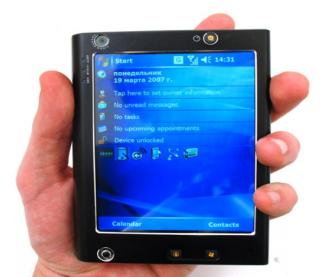 Start G 14:31
понедельник
19 марта 2007 г.
Tap here to set owner information
No unread messages
No tasks
No upcoming appointments
Device unlocked
Calendar Contacts